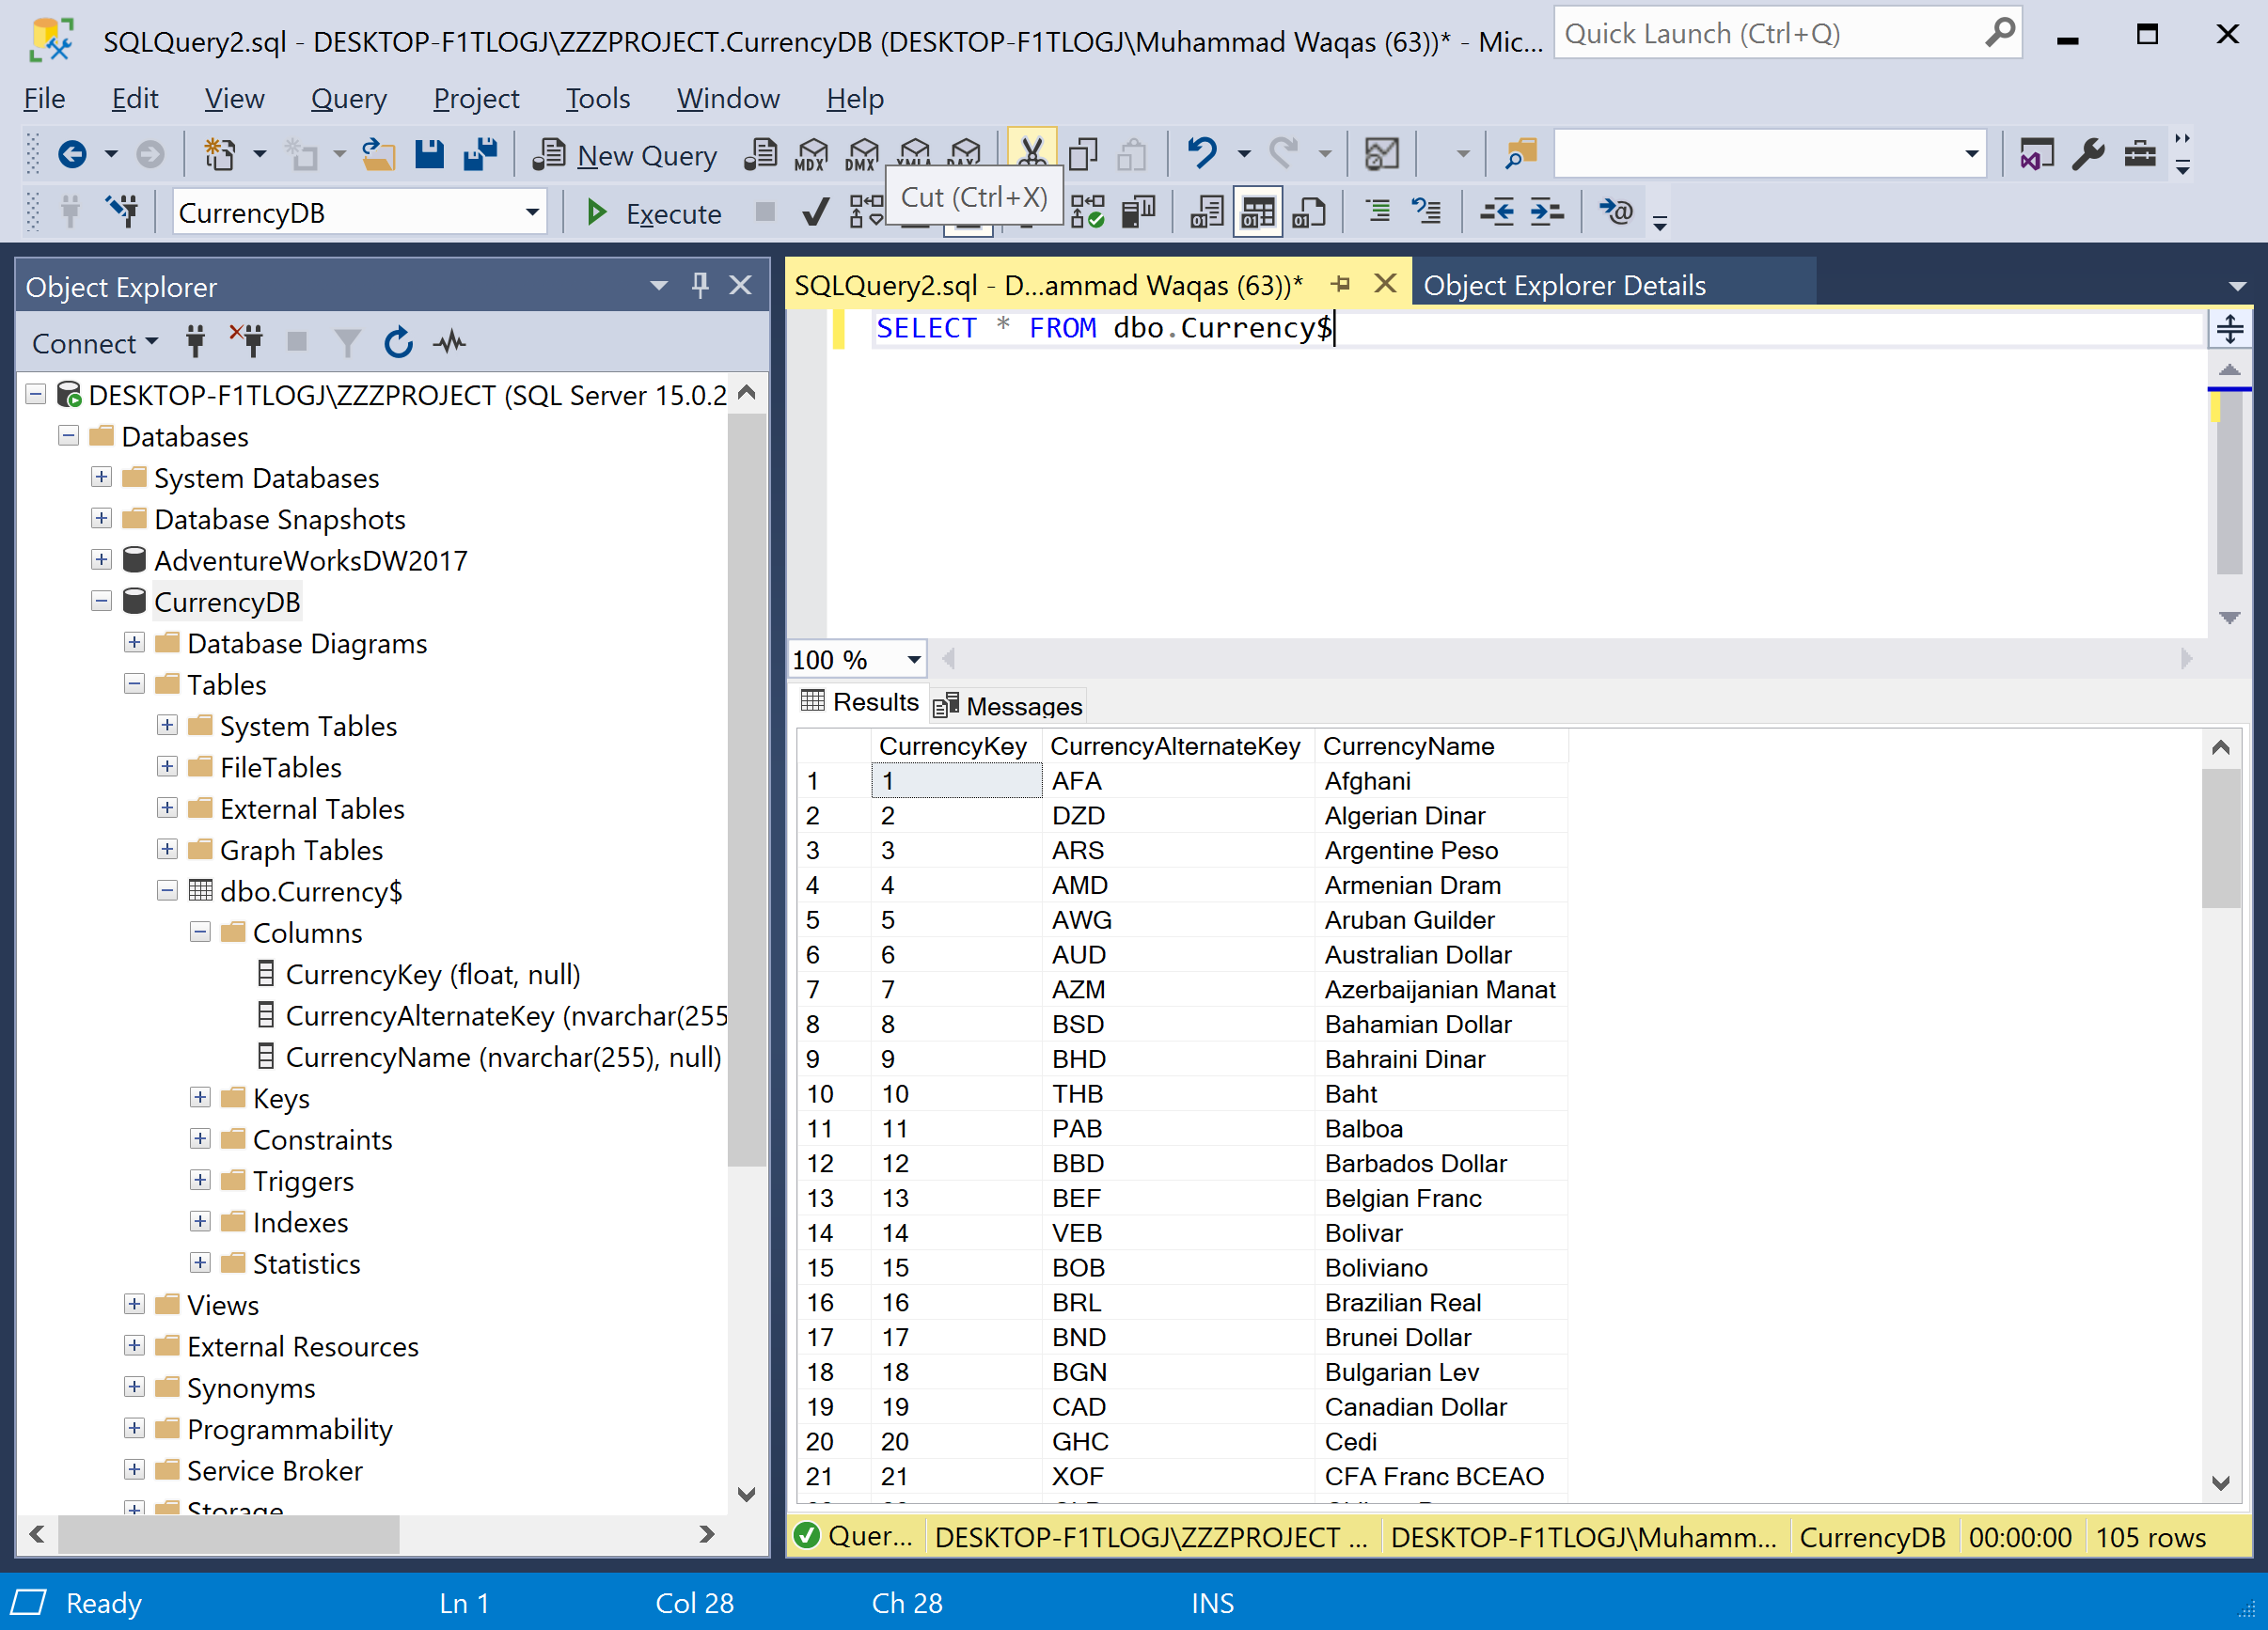 SQLQuery2.sql - DESKTOP-F1TLOGJ\ZZZPROJECT.CurrencyDB (DESKTOP-F1TLOGJ\Muhammad Waqas (63))* - Mic...
Quick Launch (Ctrl+Q)
File Edit View Query Project Tools Window Help
New Query MDX DMX
Cut (Ctrl+X)
CurrencyDB Execute
Object Explorer
Connect
DESKTOP-F1TLOGJ\ZZZPROJECT (SQL Server 15.0.2
Databases
System Databases
Database Snapshots
AdventureWorksDW2017
CurrencyDB
Database Diagrams
Tables
System Tables
FileTables
External Tables
Graph Tables
dbo.Currency$
Columns
CurrencyKey (float, null)
CurrencyAlternateKey (nvarchar(255
CurrencyName (nvarchar(255), null)
Keys
Constraints
Triggers
Indexes
Statistics
Views
External Resources
Synonyms
Programmability
Service Broker
Storage
SQLQuery2.sql - D...ammad Waqas (63))*
Object Explorer Details
SELECT * FROM dbo.Currency$
100 %
Results Messages
CurrencyKey CurrencyAlternateKey CurrencyName
1 1 AFA Afghani
2 2 DZD Algerian Dinar
3 3 ARS Argentine Peso
4 4 AMD Armenian Dram
5 5 AWG Aruban Guilder
6 6 AUD Australian Dollar
7 7 AZM Azerbaijanian Manat
8 8 BSD Bahamian Dollar
9 9 BHD Bahraini Dinar
10 10 THB Baht
11 11 PAB Balboa
12 12 BBD Barbados Dollar
13 13 BEF Belgian Franc
14 14 VEB Bolivar
15 15 BOB Boliviano
16 16 BRL Brazilian Real
17 17 BND Brunei Dollar
18 18 BGN Bulgarian Lev
19 19 CAD Canadian Dollar
20 20 GHC Cedi
21 21 XOF CFA Franc BCEAO
Quer... DESKTOP-F1TLOGJ\ZZZPROJECT ... DESKTOP-F1TLOGJ\Muhamm... CurrencyDB 00:00:00 105 rows
Ready Ln 1 Col 28 Ch 28 INS